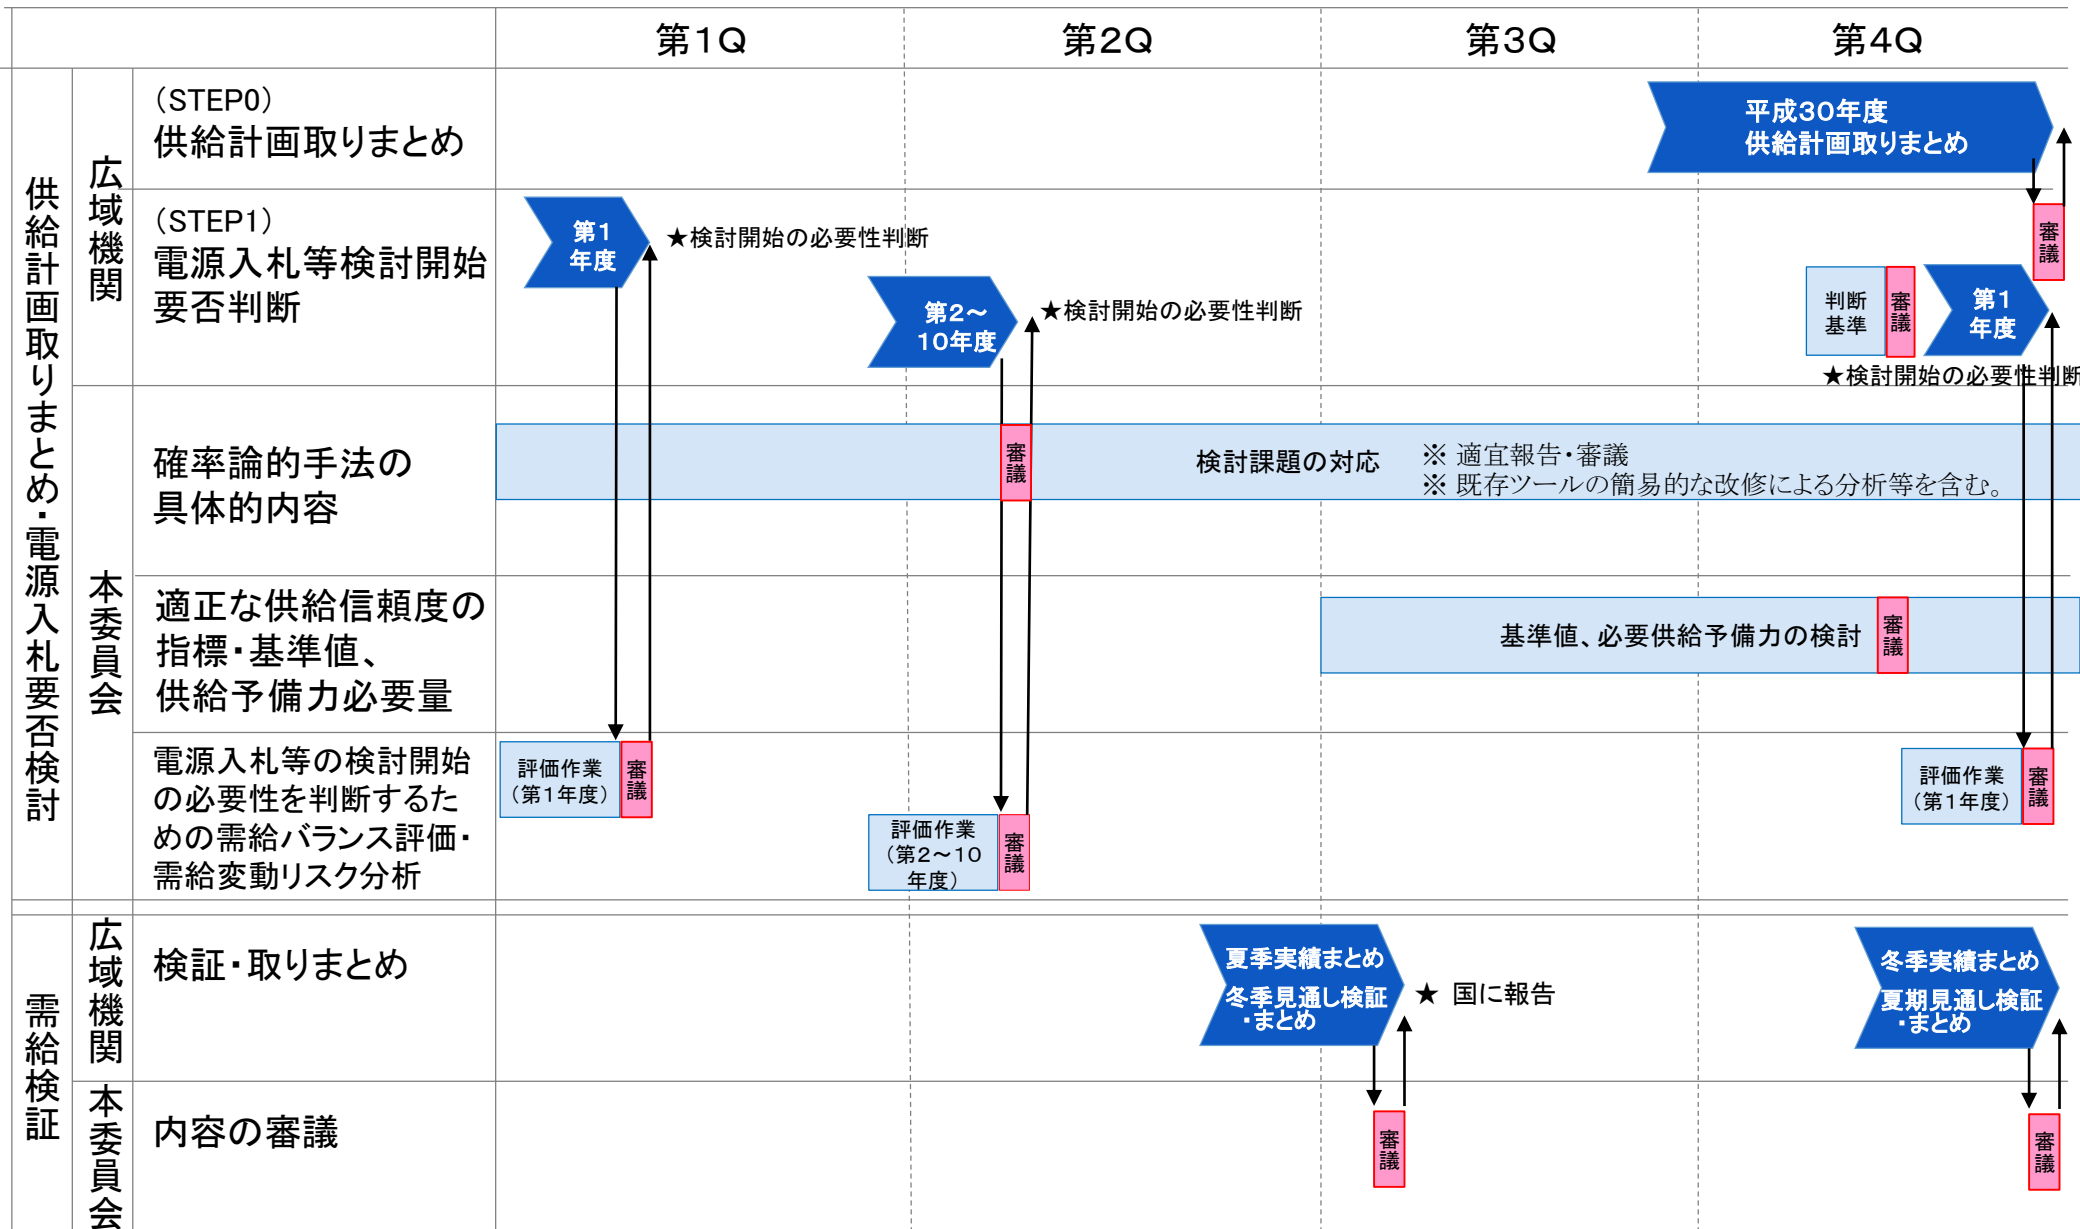 第1Q
第2Q
第3Q
第4Q
供給計画取りまとめ・電源入札要否検討
広域機関
(STEP0)
供給計画取りまとめ
平成30年度
供給計画取りまとめ
(STEP1)
電源入札等検討開始
要否判断
第1
年度
★検討開始の必要性判断
第2～
10年度
★検討開始の必要性判断
審議
判断
基準
審議
第1
年度
★検討開始の必要性判断
本委員会
確率論的手法の
具体的内容
審議
検討課題の対応
※ 適宜報告・審議
※ 既存ツールの簡易的な改修による分析等を含む。
適正な供給信頼度の
指標・基準値、
供給予備力必要量
基準値、必要供給予備力の検討
審議
電源入札等の検討開始
の必要性を判断するた
めの需給バランス評価・
需給変動リスク分析
評価作業
(第1年度)
審議
評価作業
(第2～10
年度)
審議
評価作業
(第1年度)
審議
需給検証
広域機関
検証・取りまとめ
夏季実績まとめ
冬季見通し検証
・まとめ
★ 国に報告
冬季実績まとめ
夏期見通し検証
・まとめ
本委員会
内容の審議
審議
審議